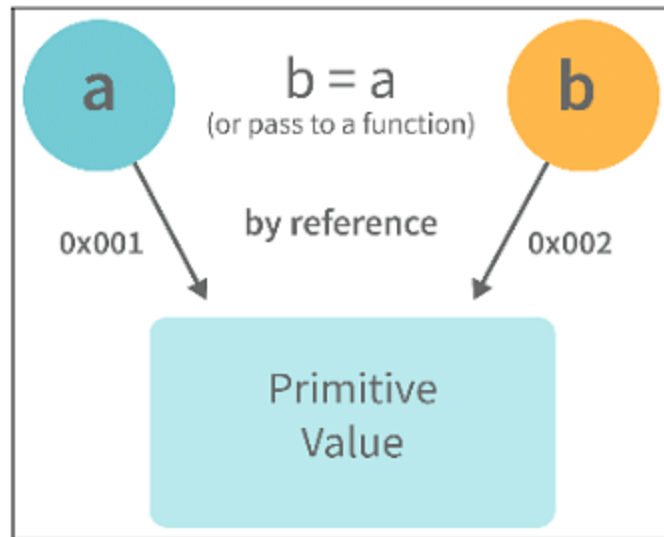 a
b = a
(or pass to a function)
b
by reference
0x001
0x002
Primitive
Value